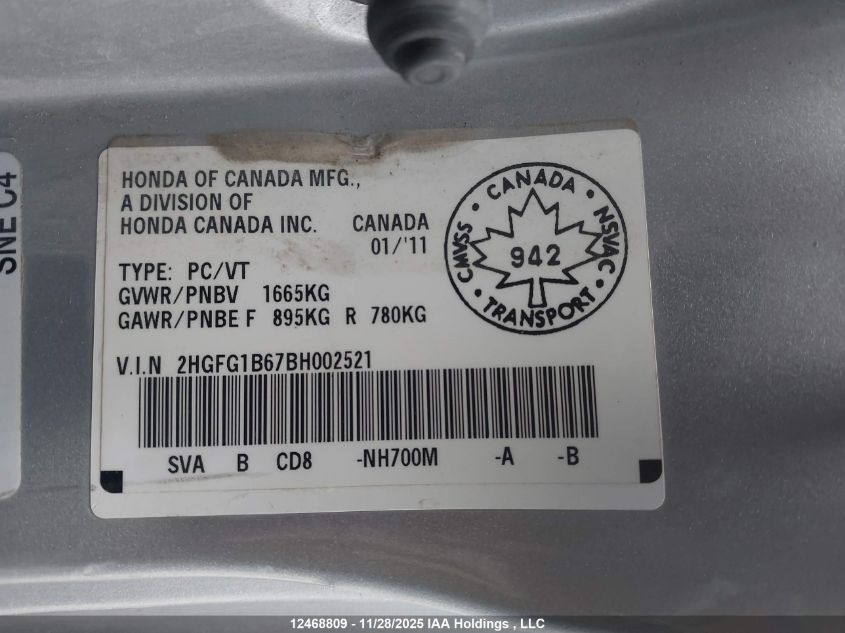 SNE C4
HONDA OF CANADA MFG.,
A DIVISION OF
HONDA CANADA INC. CANADA
01/'11
TYPE: PC/VT
GVWR/PNBV 1665KG
GAWR/PNBE F 895KG R 780KG
V.I.N 2HGFG1B67BH002521
SVA B CD8 -NH700M -A -B
CANADA
CMVSS • NSVAC
942
TRANSPORT
12468809 - 11/28/2025 IAA Holdings , LLC